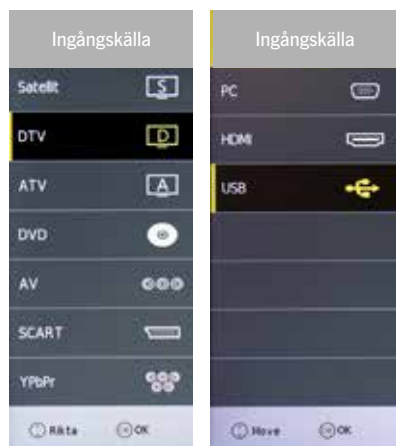 Ingångskälla
Satellit
DTV
ATV
DVD
AV
SCART
YPbPr
Rikta OK
Ingångskälla
PC
HDMI
USB
Move OK